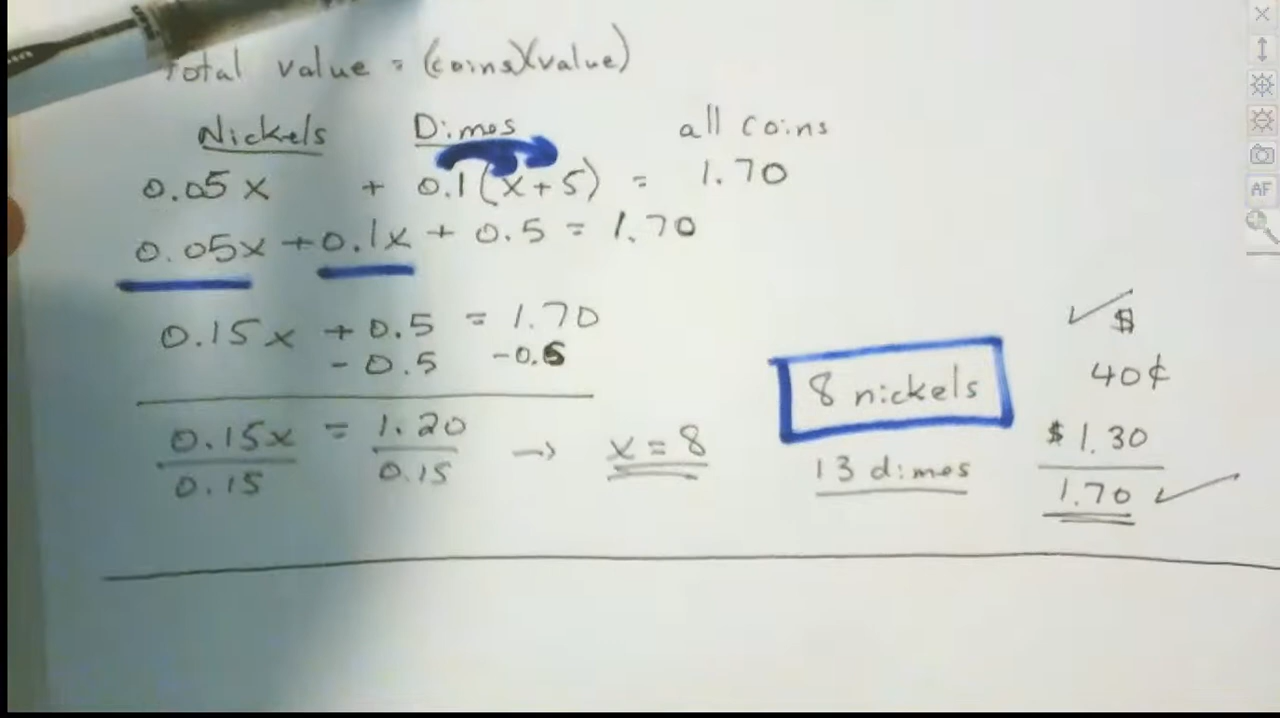 Total value = (coins)(value)
Nickels Dimes all coins
0.05x + 0.1(x+5) = 1.70
0.05x + 0.1x + 0.5 = 1.70
0.15x + 0.5 = 1.70
- 0.5 -0.5
0.15x = 1.20 → x = 8
0.15 0.15
8 nickels
13 dimes
✓ $
40¢
$ 1.30
1.70 ✓
AF